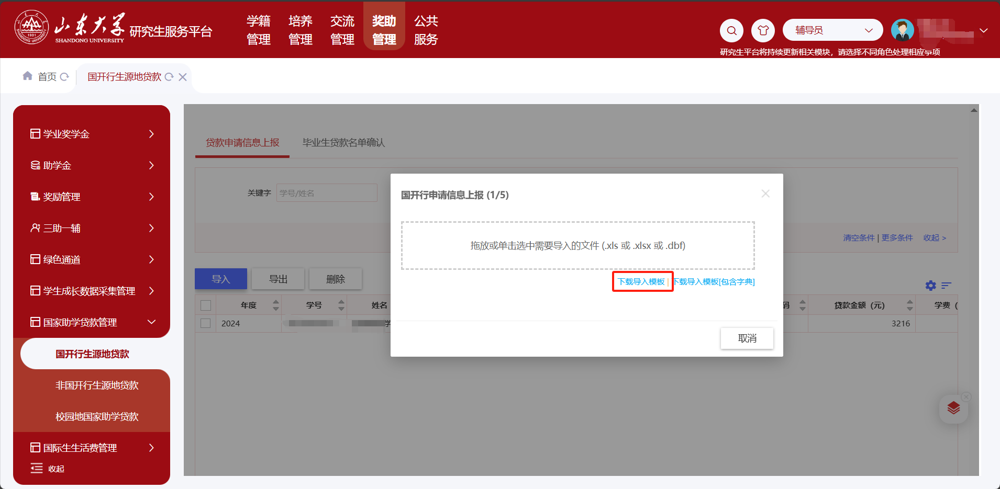 山东大学
SHANDONG UNIVERSITY
研究生服务平台
学籍管理
培养管理
交流管理
奖助管理
公共服务
辅导员
研究生平台将持续更新相关模块，请选择不同角色处理相应事项
首页
国开行生源地贷款
学业奖学金
助学金
奖励管理
三助一辅
绿色通道
学生成长数据采集管理
国家助学贷款管理
国开行生源地贷款
非国开行生源地贷款
校园地国家助学贷款
国际生生活费管理
收起
贷款申请信息上报
毕业生贷款名单确认
关键字
学号/姓名
清空条件 | 更多条件 收起 >
导入
导出
删除
年度
学号
姓名
码
贷款金额（元）
学费（
2024
学
3216
国开行申请信息上报 (1/5)
拖放或单击选中需要导入的文件 (.xls 或 .xlsx 或 .dbf)
下载导入模板 | 下载导入模板[包含字典]
取消